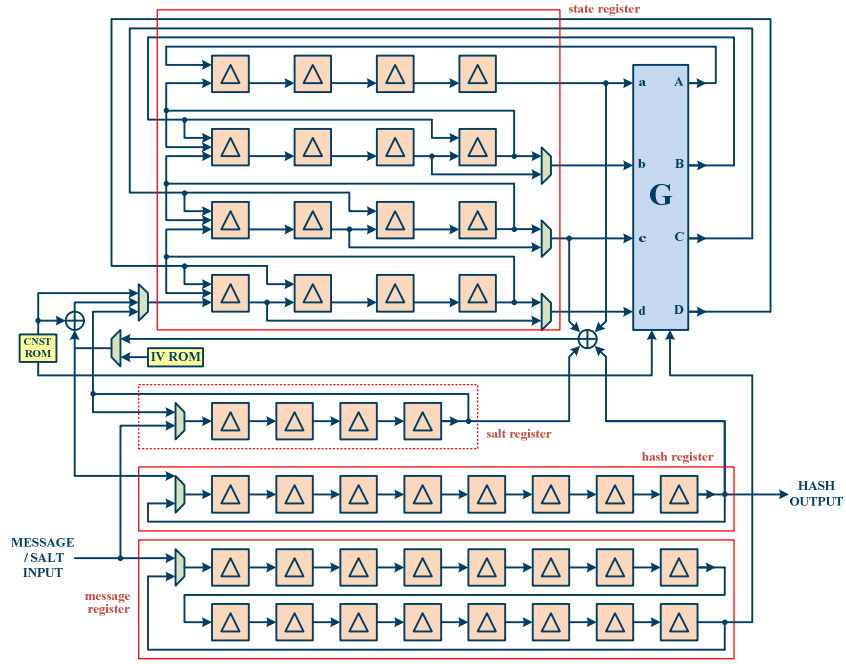 state register
a
A
b
B
G
c
C
d
D
CNST
ROM
IV ROM
salt register
hash register
HASH
OUTPUT
MESSAGE
/ SALT
INPUT
message
register